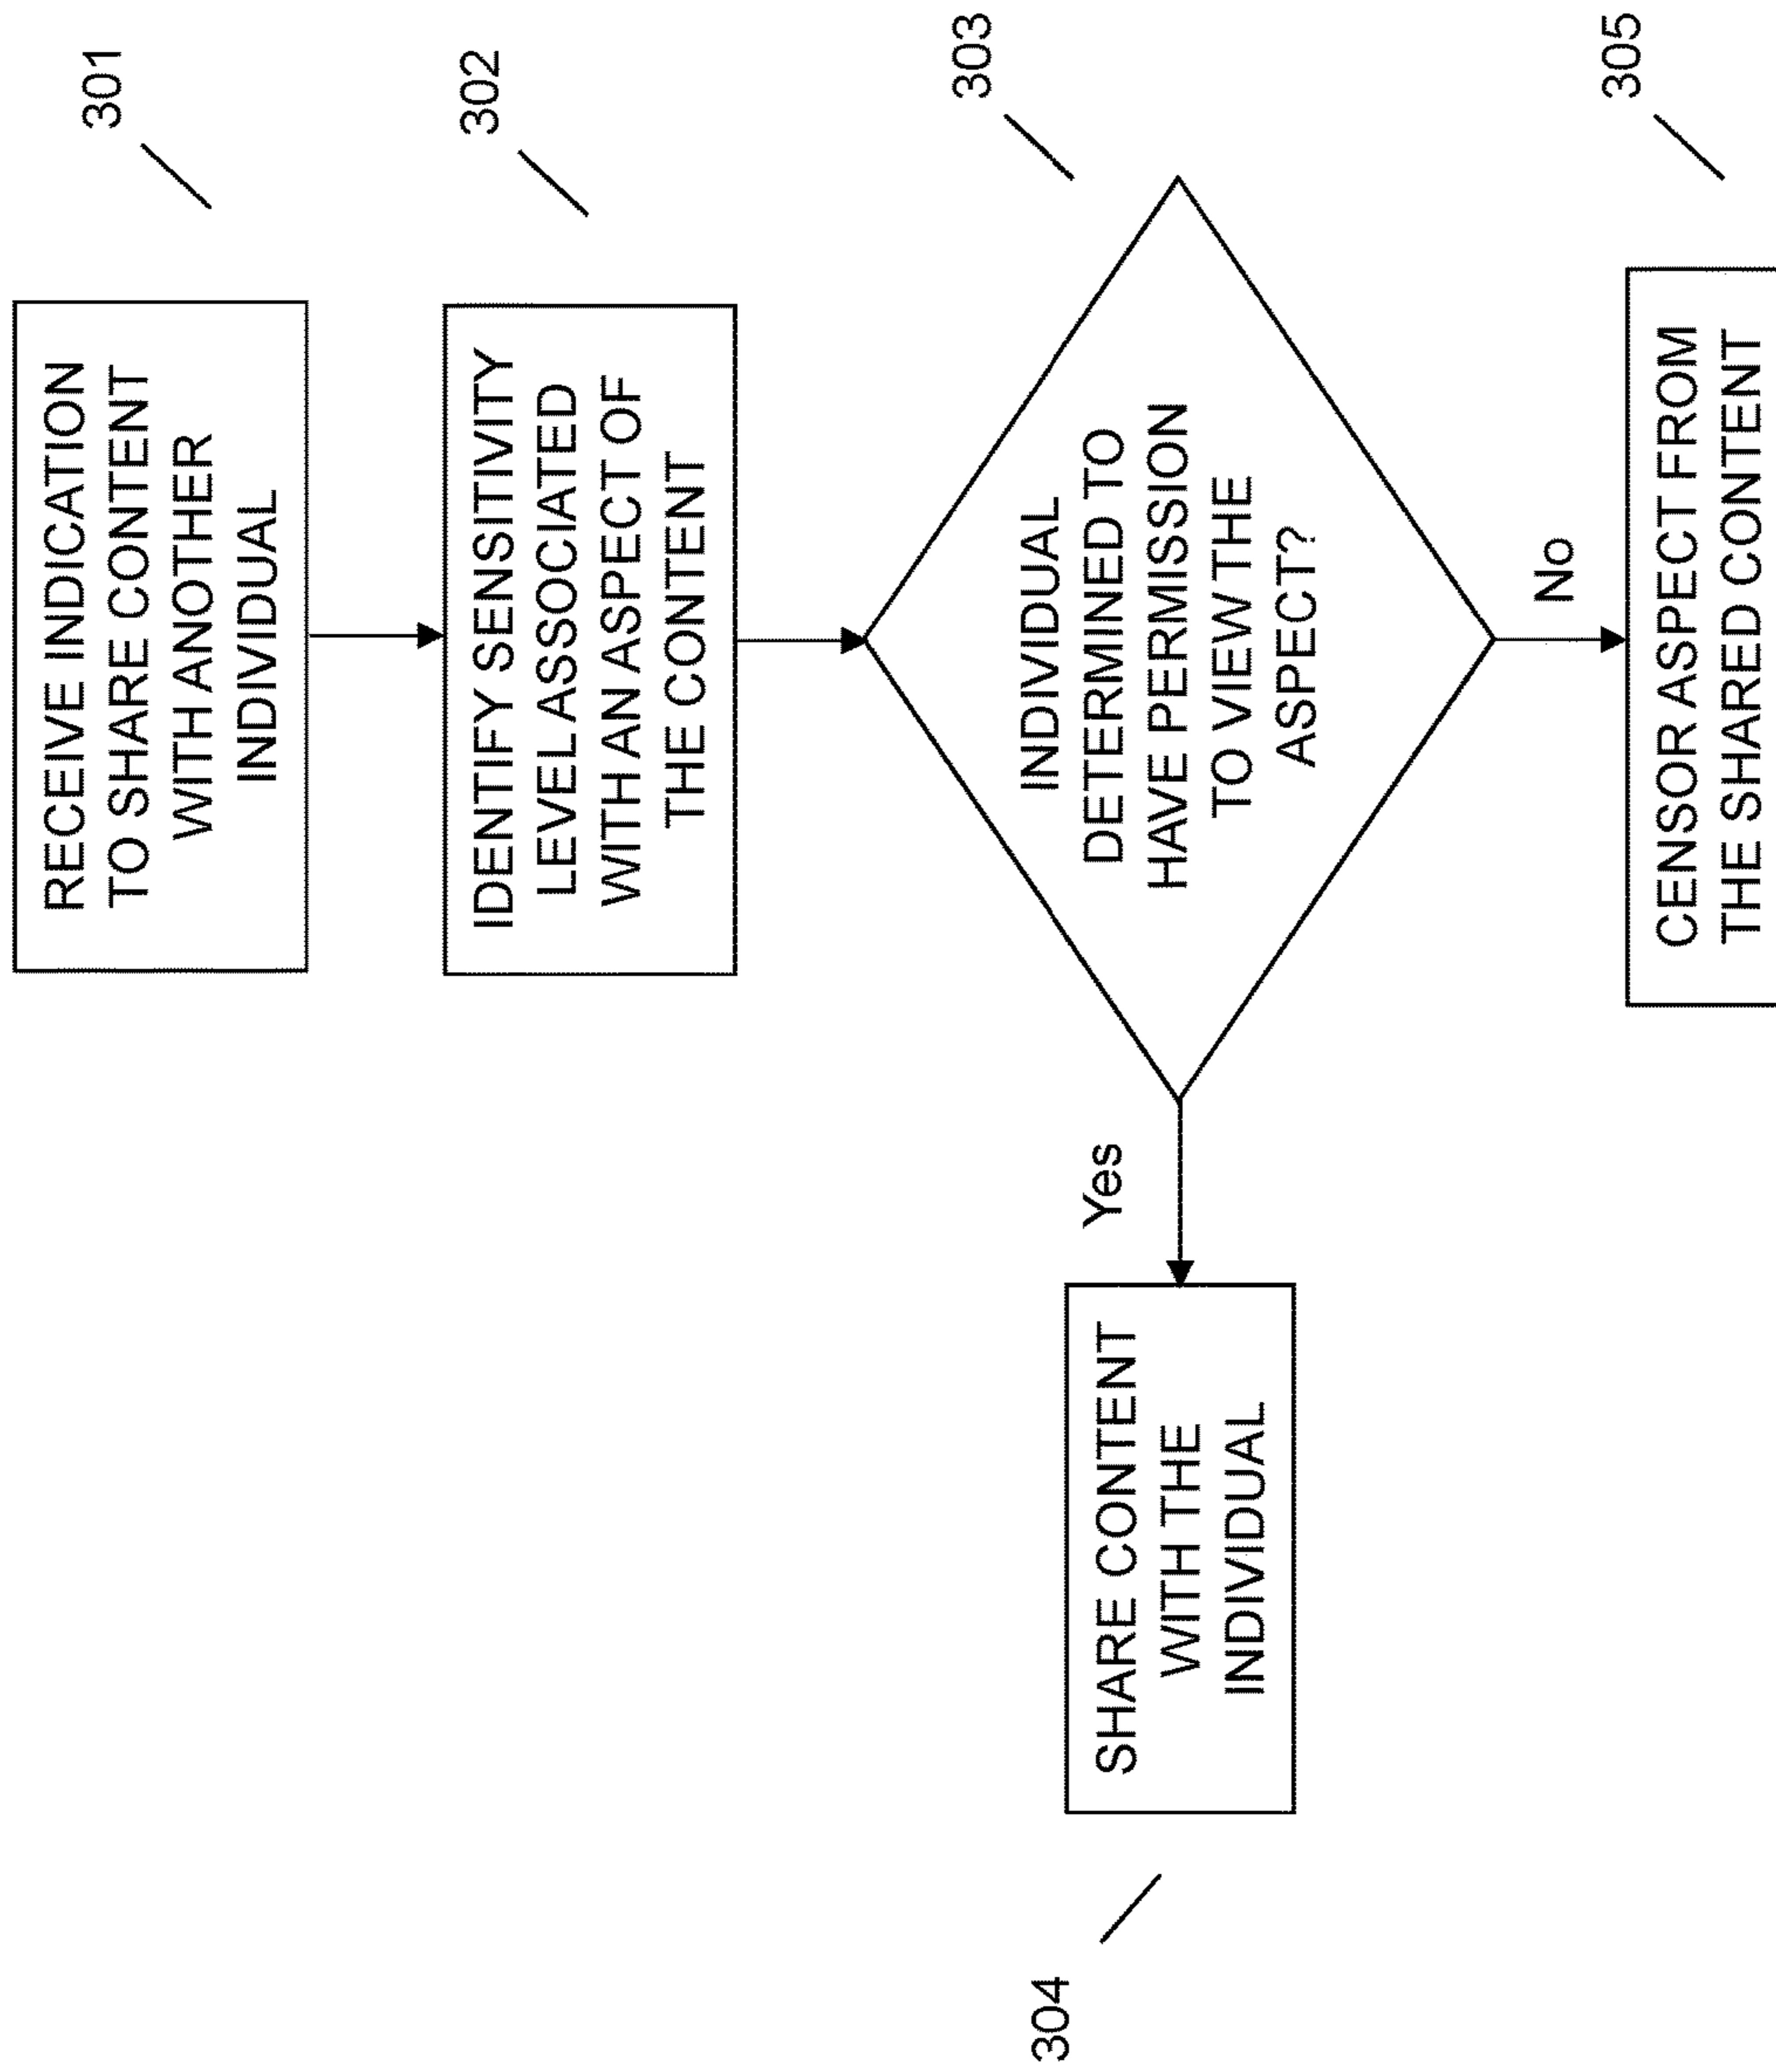 301
RECEIVE INDICATION
TO SHARE CONTENT
WITH ANOTHER
INDIVIDUAL
302
IDENTIFY SENSITIVITY
LEVEL ASSOCIATED
WITH AN ASPECT OF
THE CONTENT
303
INDIVIDUAL
DETERMINED TO
HAVE PERMISSION
TO VIEW THE
ASPECT?
Yes
304
SHARE CONTENT
WITH THE
INDIVIDUAL
No
305
CENSOR ASPECT FROM
THE SHARED CONTENT